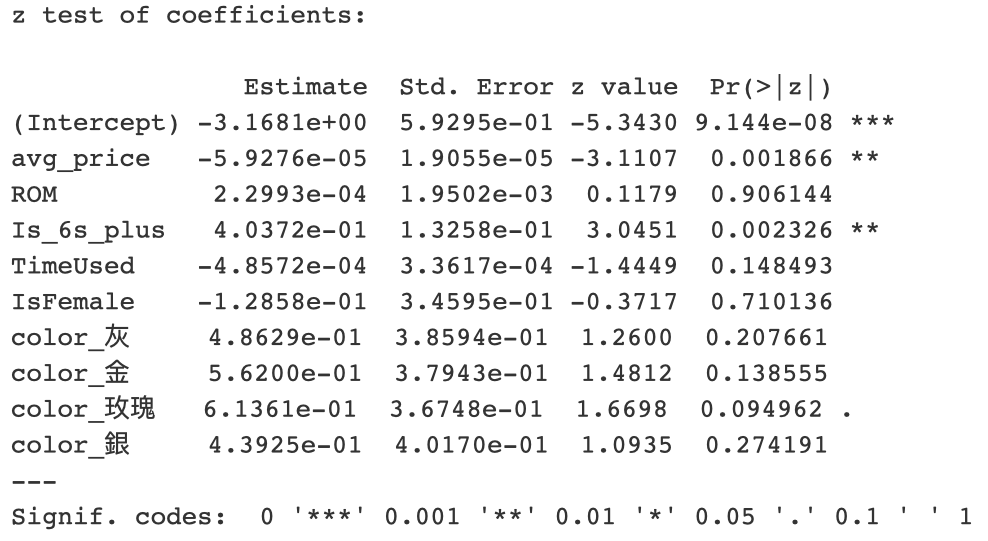 z test of coefficients:
Estimate Std. Error z value Pr(>|z|)
(Intercept) -3.1681e+00 5.9295e-01 -5.3430 9.144e-08 ***
avg_price -5.9276e-05 1.9055e-05 -3.1107 0.001866 **
ROM 2.2993e-04 1.9502e-03 0.1179 0.906144
Is_6s_plus 4.0372e-01 1.3258e-01 3.0451 0.002326 **
TimeUsed -4.8572e-04 3.3617e-04 -1.4449 0.148493
IsFemale -1.2858e-01 3.4595e-01 -0.3717 0.710136
color_灰 4.8629e-01 3.8594e-01 1.2600 0.207661
color_金 5.6200e-01 3.7943e-01 1.4812 0.138555
color_玫瑰 6.1361e-01 3.6748e-01 1.6698 0.094962 .
color_銀 4.3925e-01 4.0170e-01 1.0935 0.274191
---
Signif. codes: 0 '***' 0.001 '**' 0.01 '*' 0.05 '.' 0.1 ' ' 1